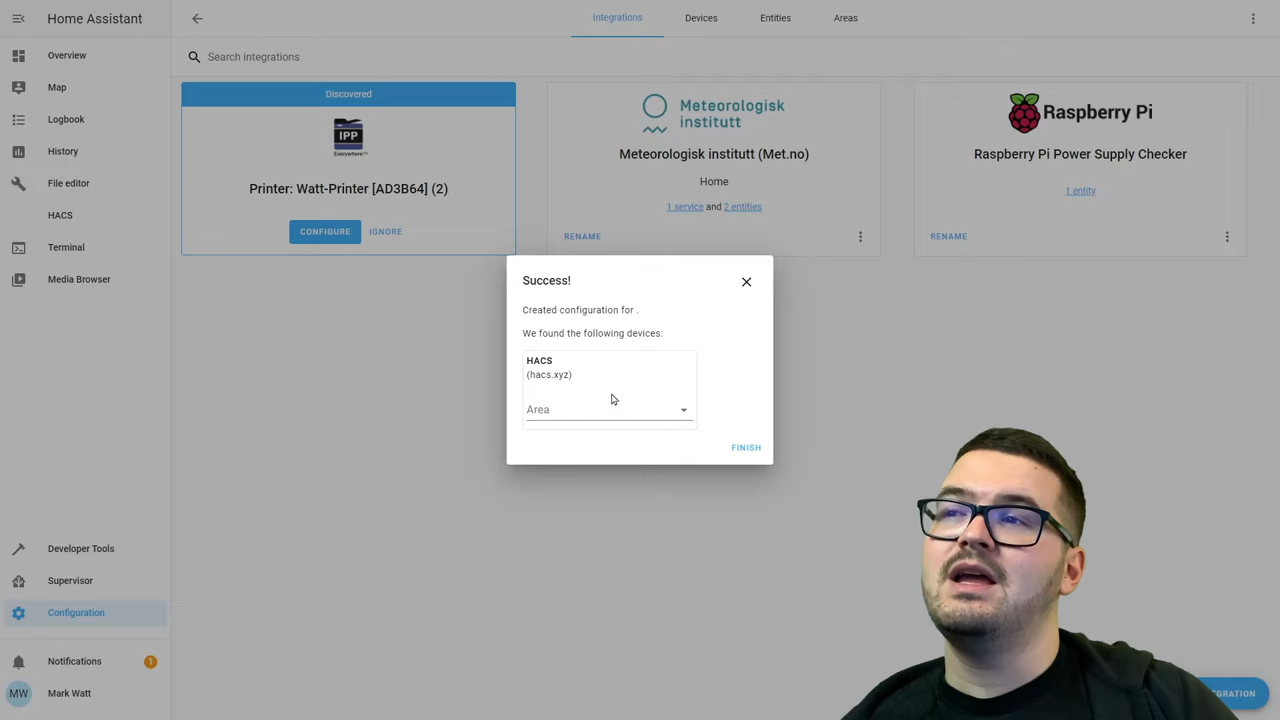 Home Assistant
Integrations
Devices
Entities
Areas
Overview
Map
Logbook
History
File editor
HACS
Terminal
Media Browser
Developer Tools
Supervisor
Configuration
Notifications
1
MW
Mark Watt
Search integrations
Discovered
IPP
Everywhere™
Printer: Watt-Printer [AD3B64] (2)
CONFIGURE
IGNORE
Meteorologisk
institutt
Meteorologisk institutt (Met.no)
Home
1 service and 2 entities
RENAME
Raspberry Pi
Raspberry Pi Power Supply Checker
1 entity
RENAME
Success!
Created configuration for .
We found the following devices:
HACS
(hacs.xyz)
Area
FINISH